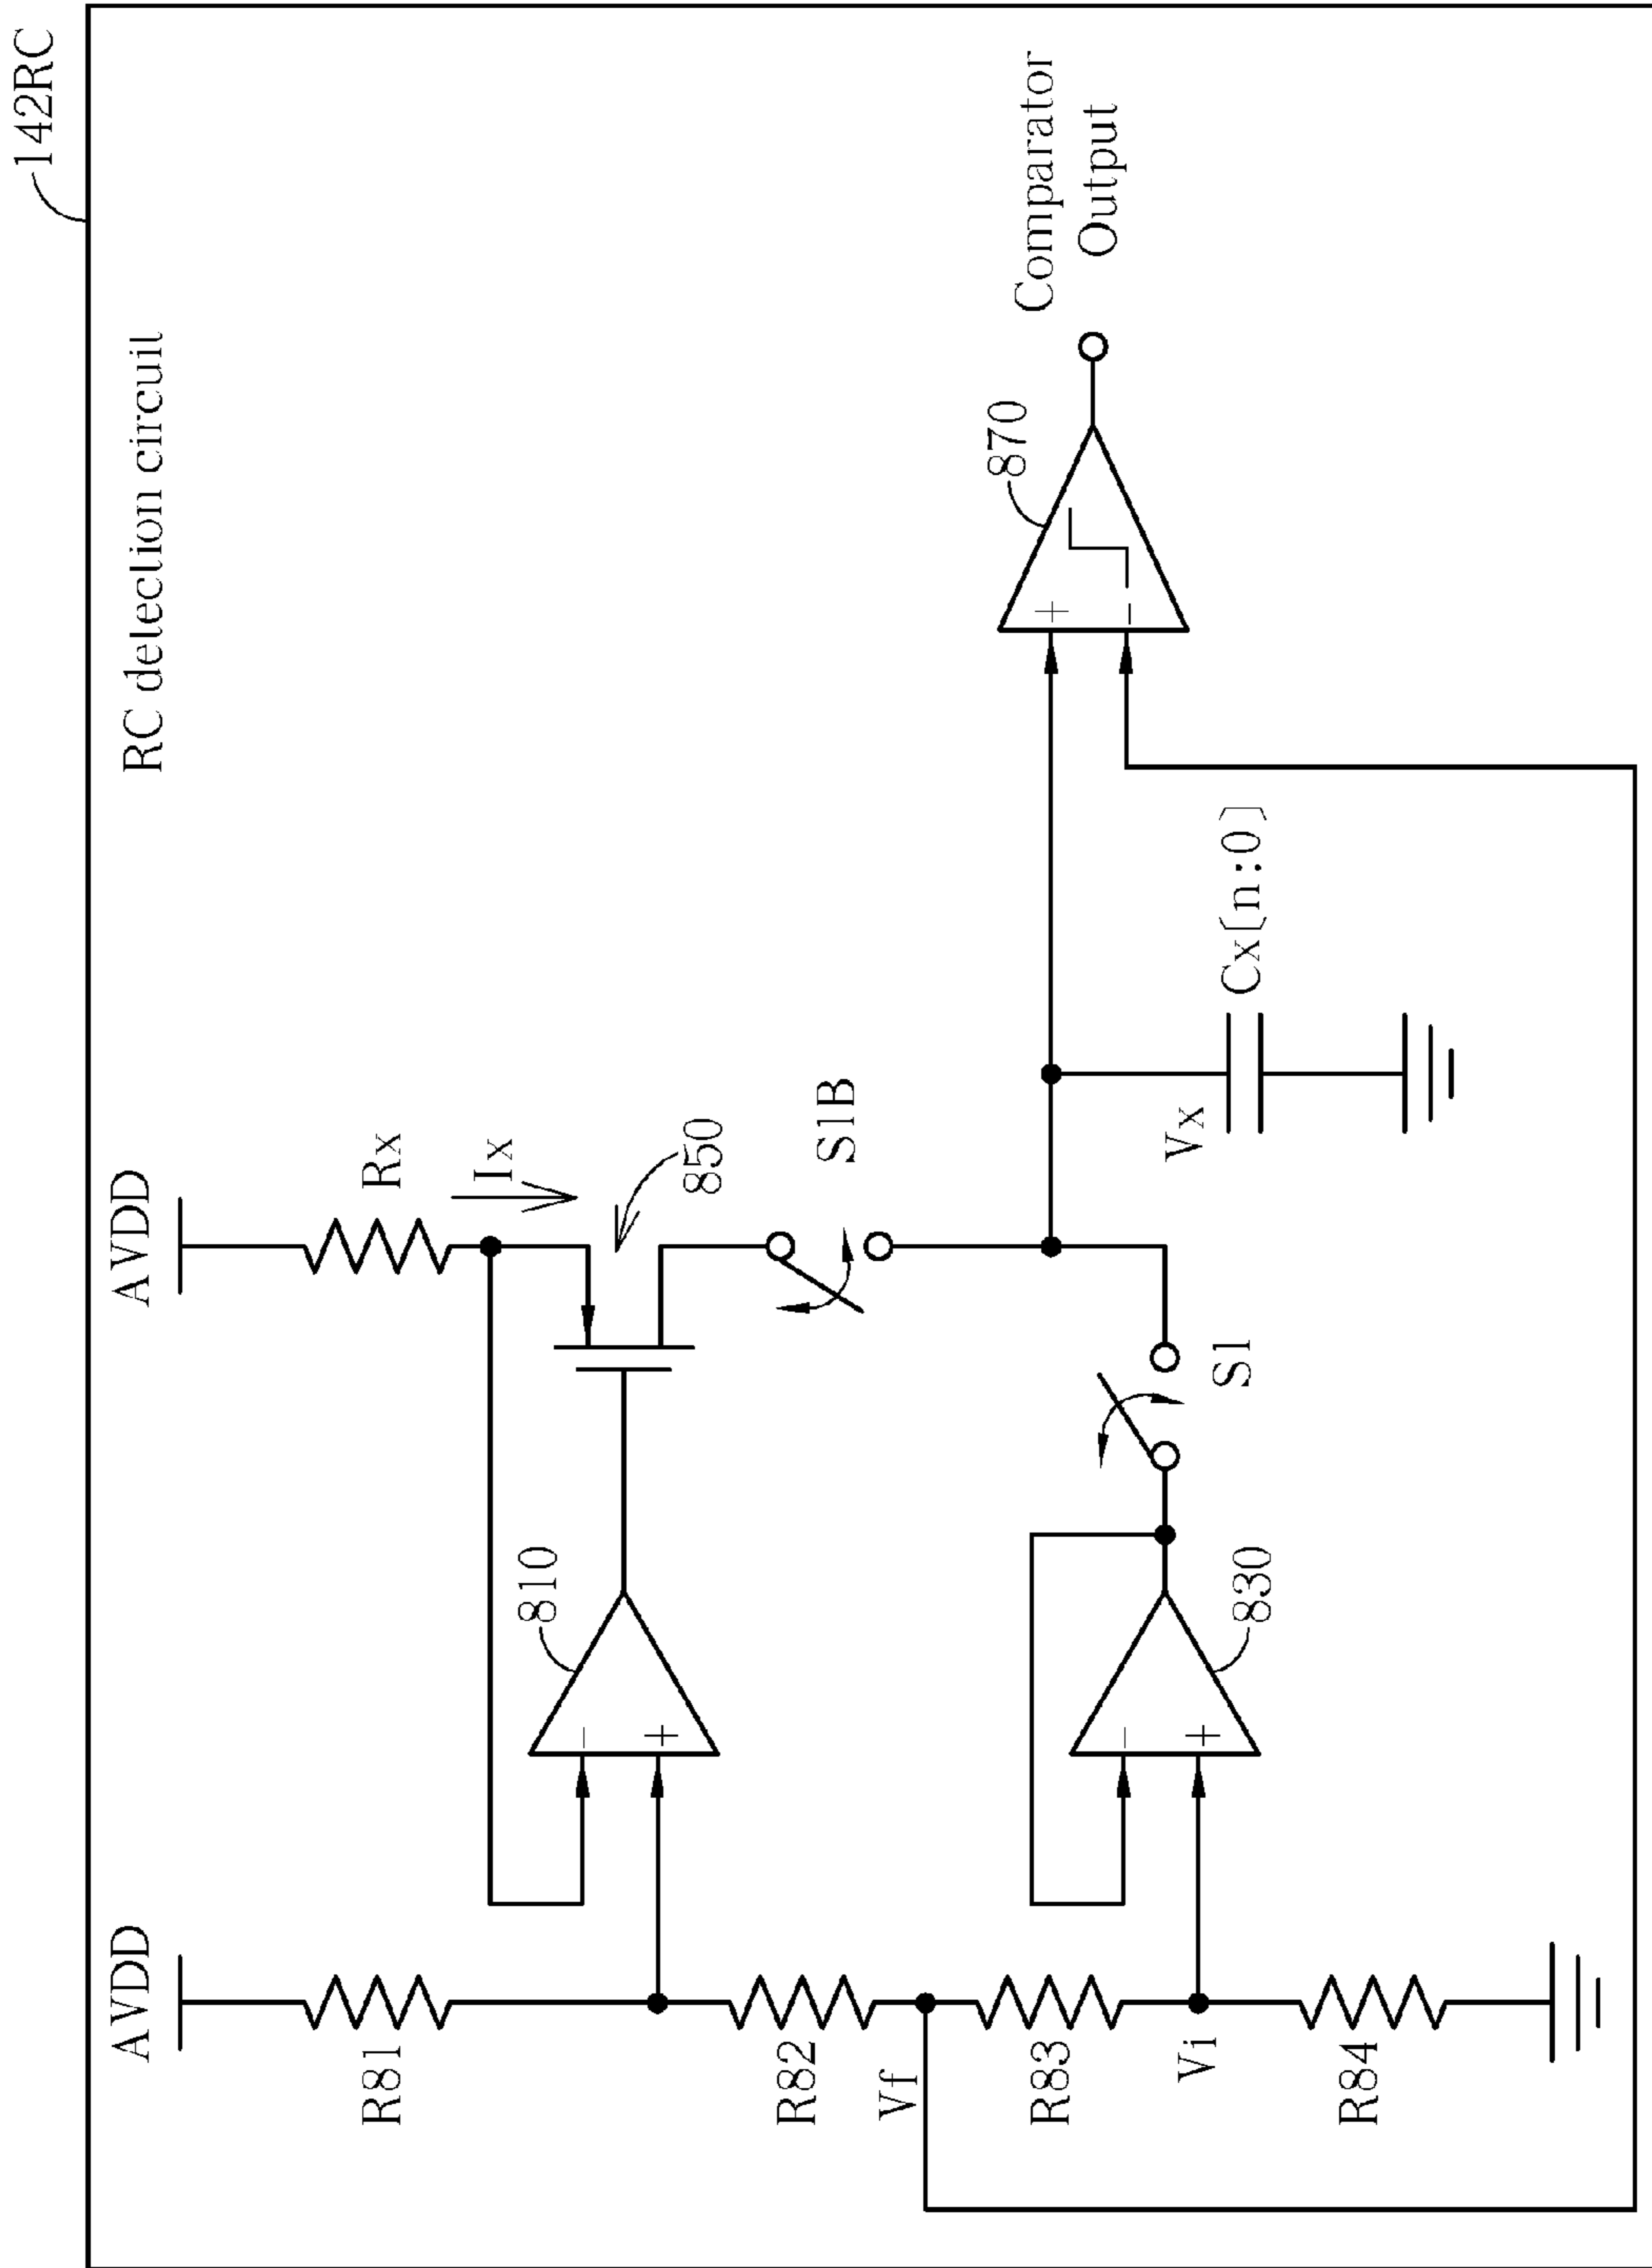 142RC
RC detection circuit
AVDD
AVDD
R81
Rx
Ix
810
-
+
850
R82
S1B
Vf
870
Comparator
Output
+
-
R83
830
-
+
S1
Vx
Cx[n:0]
Vi
R84